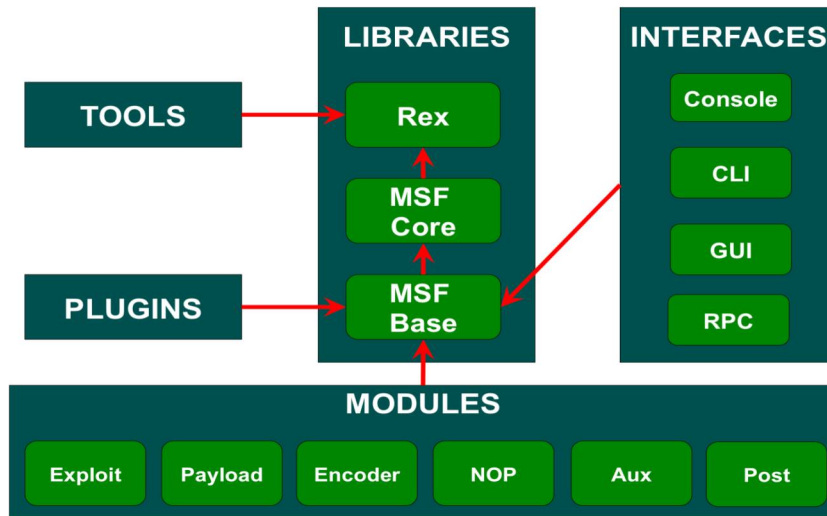 LIBRARIES
INTERFACES
TOOLS
Rex
Console
MSF
Core
CLI
PLUGINS
MSF
Base
GUI
RPC
MODULES
Exploit
Payload
Encoder
NOP
Aux
Post